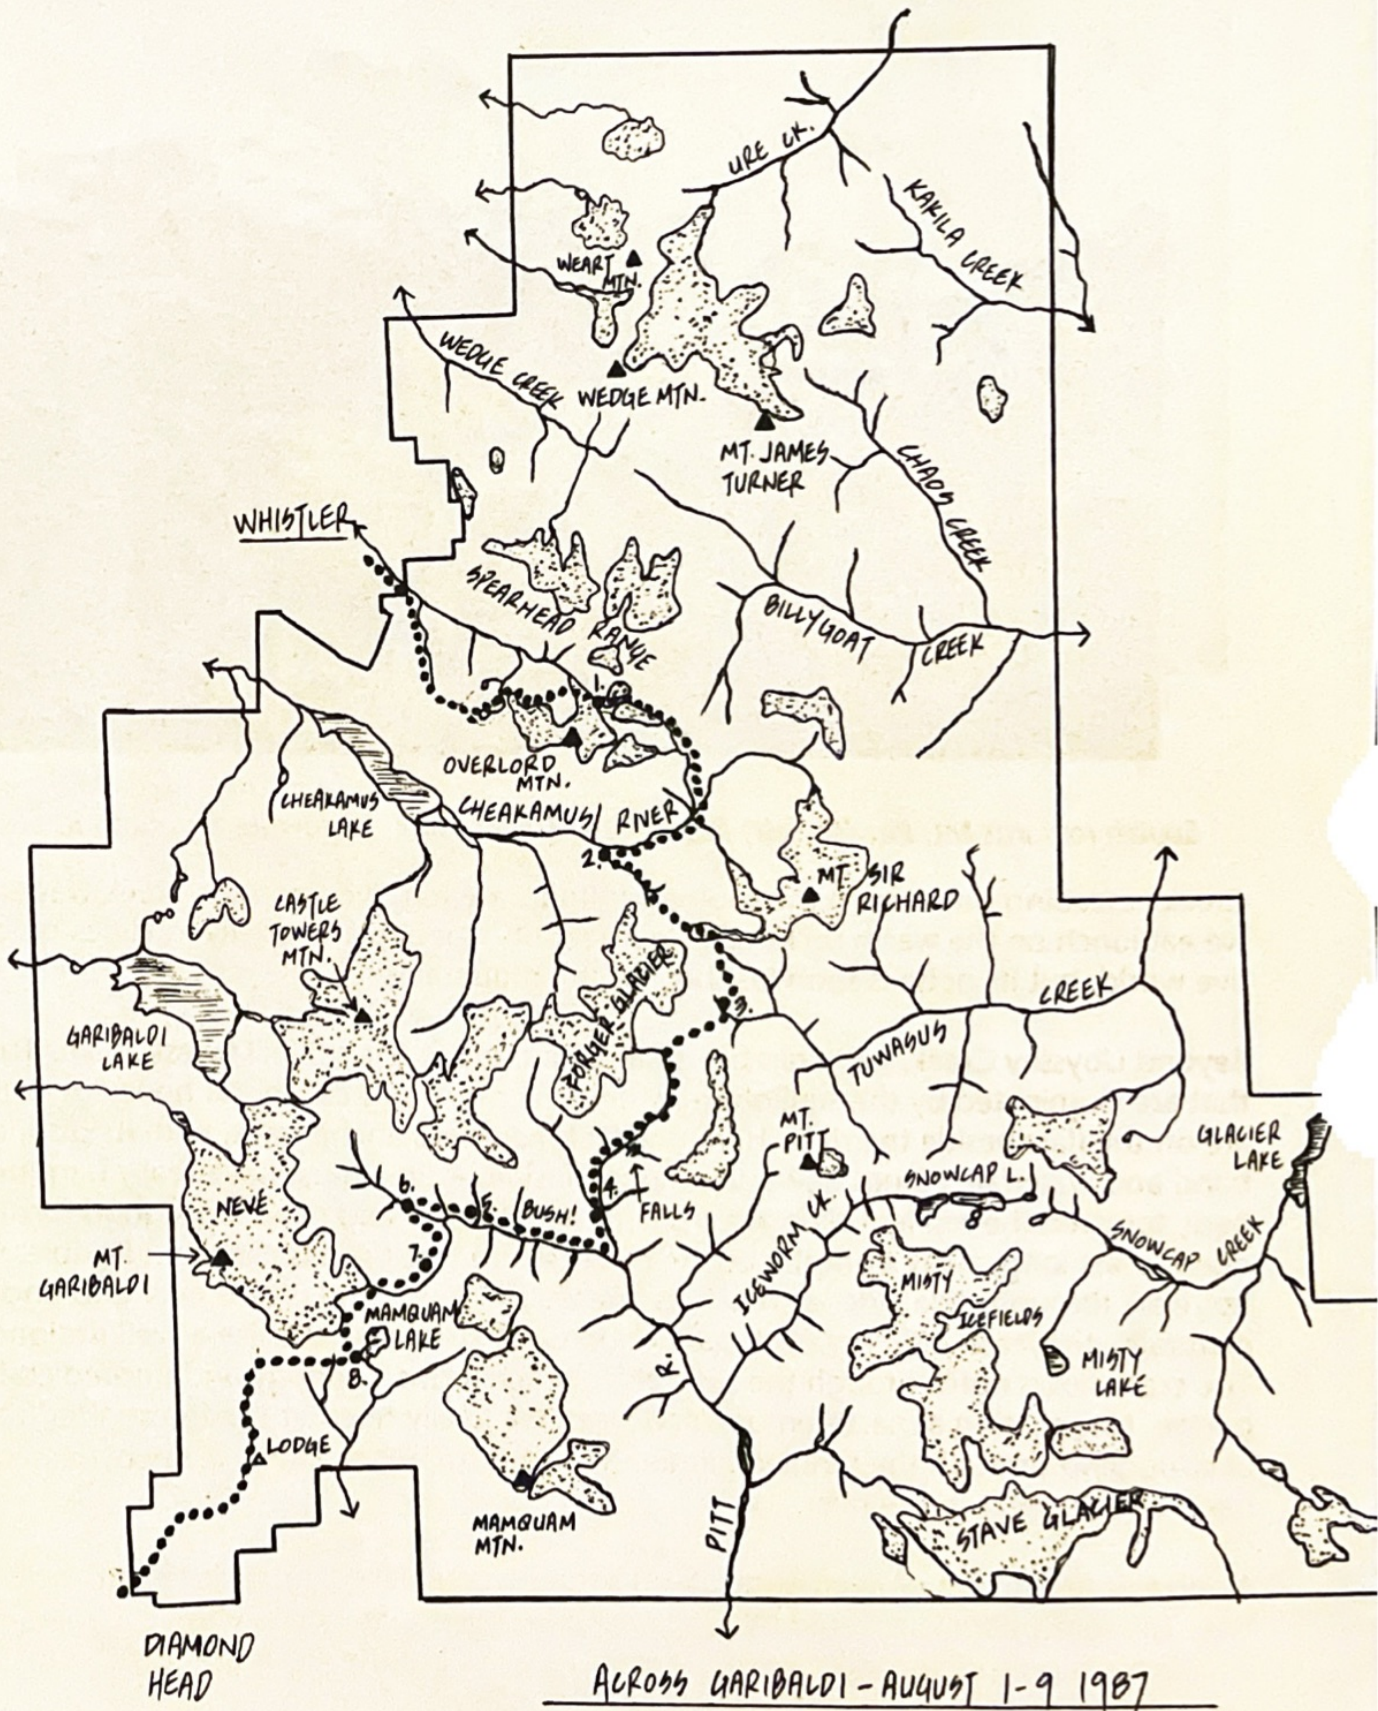 URE CK.
KAKILA CREEK
WEART
MTN.
WEDGE CREEK
WEDGE MTN.
MT. JAMES
TURNER
CHAOS CREEK
WHISTLER
SPEARHEAD RANGE
BILLYGOAT CREEK
1.
OVERLORD
MTN.
CHEAKAMUS
LAKE
CHEAKAMUS RIVER
2.
MT. SIR
RICHARD
CASTLE
TOWERS
MTN.
FORGER GLACIER
CREEK
3.
GARIBALDI
LAKE
TUWASUS
MT.
PITT
GLACIER
LAKE
SNOWCAP L.
NEVE
6.
5.
BUSH!
4.
FALLS
ICEWORM CK.
SNOWCAP CREEK
7.
MT.
GARIBALDI
MISTY
ICEFIELDS
MAMQUAM
LAKE
MISTY
LAKE
8.
R.
LODGE
PITT
MAMQUAM
MTN.
STAVE GLACIER
DIAMOND
HEAD
ACROSS GARIBALDI - AUGUST 1-9 1987